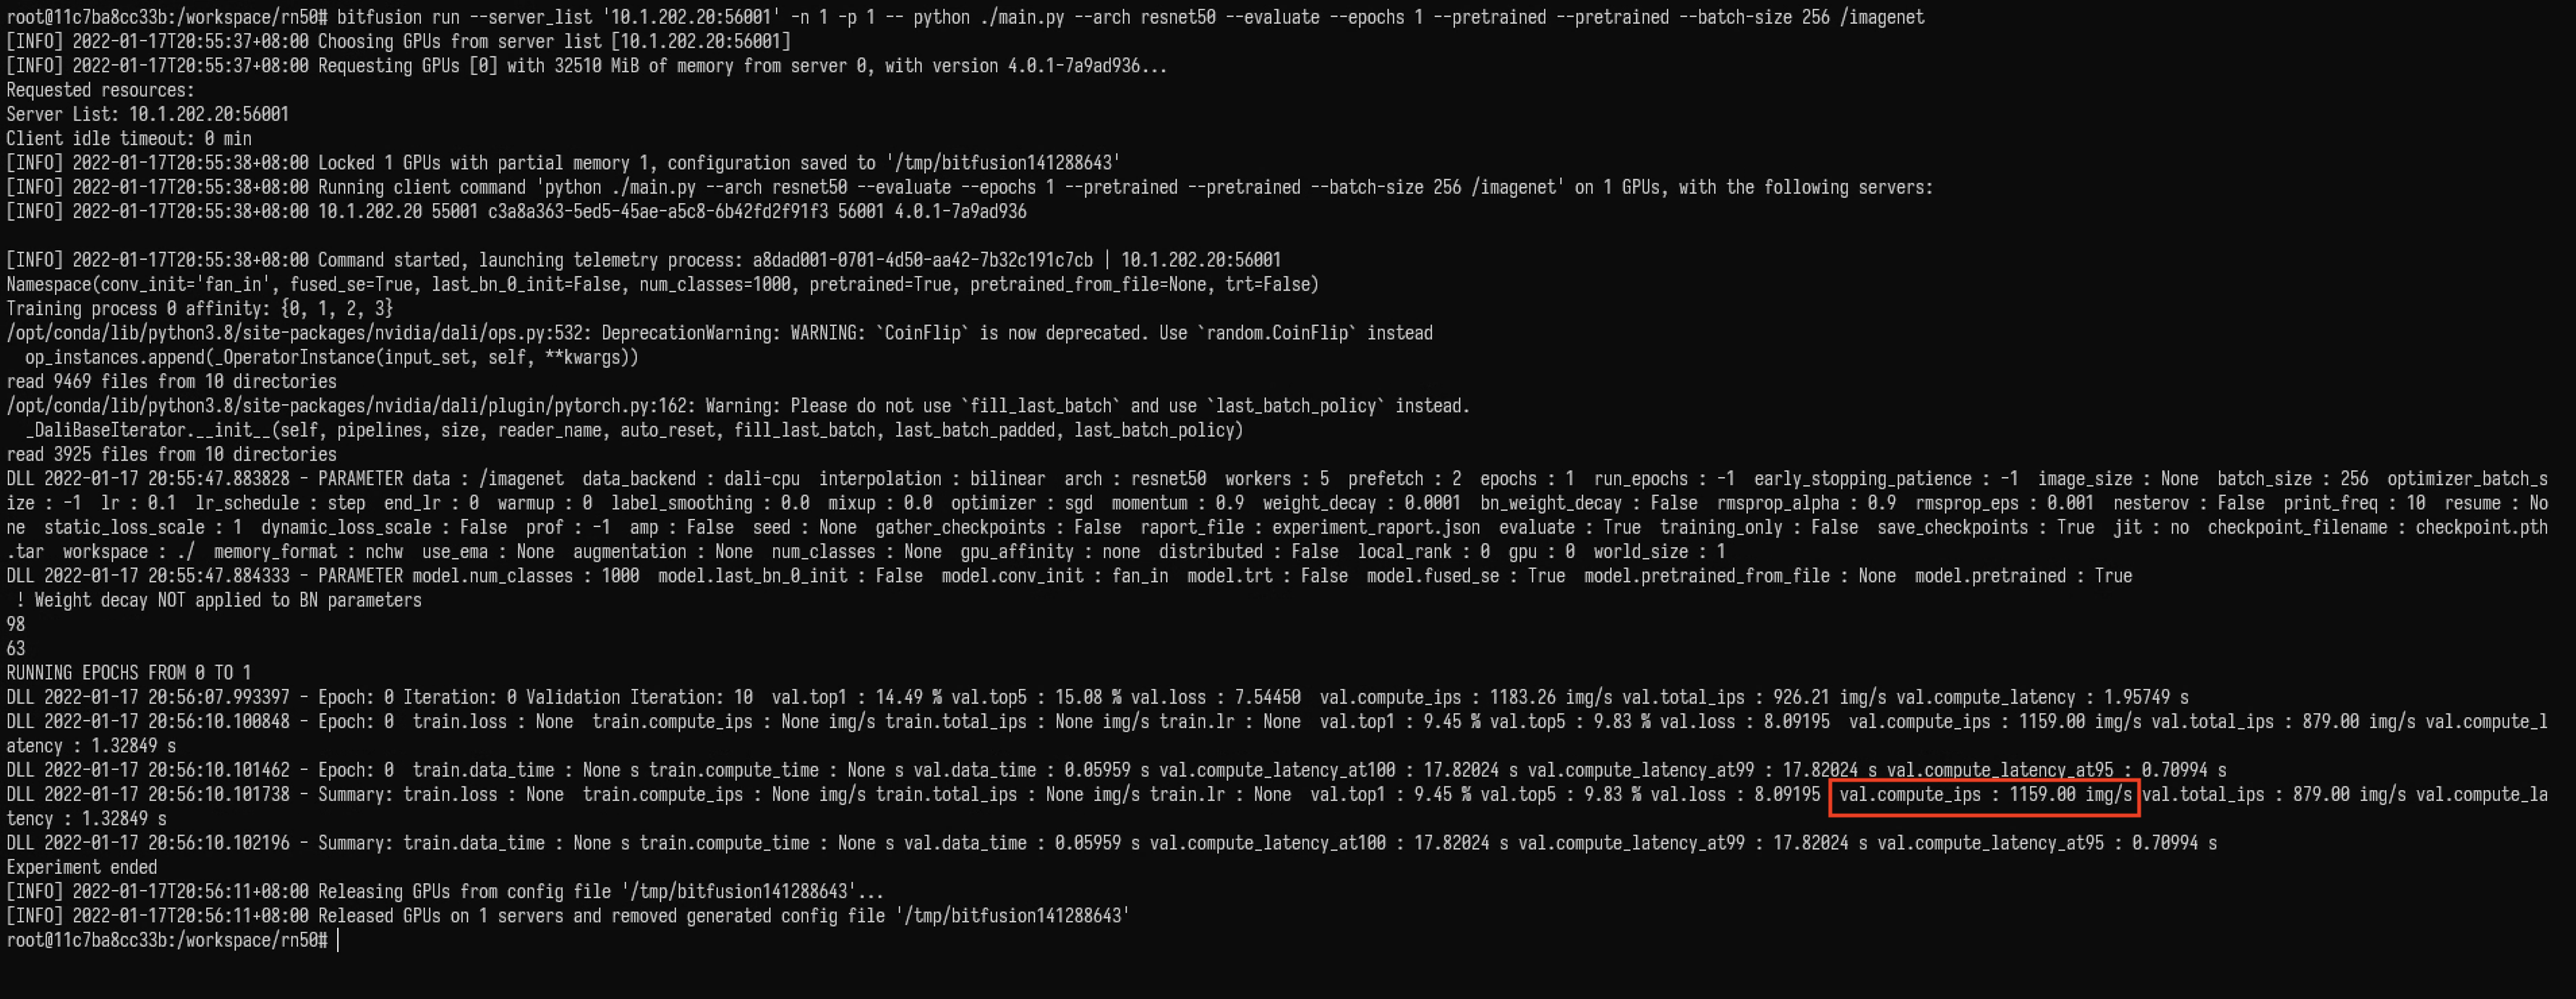 root@11c7ba8cc33b:/workspace/rn50# bitfusion run --server_list '10.1.202.20:56001' -n 1 -p 1 -- python ./main.py --arch resnet50 --evaluate --epochs 1 --pretrained --pretrained --batch-size 256 /imagenet
[INFO] 2022-01-17T20:55:37+08:00 Choosing GPUs from server list [10.1.202.20:56001]
[INFO] 2022-01-17T20:55:37+08:00 Requesting GPUs [0] with 32510 MiB of memory from server 0, with version 4.0.1-7a9ad936...
Requested resources:
Server List: 10.1.202.20:56001
Client idle timeout: 0 min
[INFO] 2022-01-17T20:55:38+08:00 Locked 1 GPUs with partial memory 1, configuration saved to '/tmp/bitfusion141288643'
[INFO] 2022-01-17T20:55:38+08:00 Running client command 'python ./main.py --arch resnet50 --evaluate --epochs 1 --pretrained --pretrained --batch-size 256 /imagenet' on 1 GPUs, with the following servers:
[INFO] 2022-01-17T20:55:38+08:00 10.1.202.20 55001 c3a8a363-5ed5-45ae-a5c8-6b42fd2f91f3 56001 4.0.1-7a9ad936
[INFO] 2022-01-17T20:55:38+08:00 Command started, launching telemetry process: a8dad001-0701-4d50-aa42-7b32c191c7cb | 10.1.202.20:56001
Namespace(conv_init='fan_in', fused_se=True, last_bn_0_init=False, num_classes=1000, pretrained=True, pretrained_from_file=None, trt=False)
Training process 0 affinity: {0, 1, 2, 3}
/opt/conda/lib/python3.8/site-packages/nvidia/dali/ops.py:532: DeprecationWarning: WARNING: `CoinFlip` is now deprecated. Use `random.CoinFlip` instead
  op_instances.append(_OperatorInstance(input_set, self, **kwargs))
read 9469 files from 10 directories
/opt/conda/lib/python3.8/site-packages/nvidia/dali/plugin/pytorch.py:162: Warning: Please do not use `fill_last_batch` and use `last_batch_policy` instead.
  _DaliBaseIterator.__init__(self, pipelines, size, reader_name, auto_reset, fill_last_batch, last_batch_padded, last_batch_policy)
read 3925 files from 10 directories
DLL 2022-01-17 20:55:47.883828 - PARAMETER data : /imagenet  data_backend : dali-cpu  interpolation : bilinear  arch : resnet50  workers : 5  prefetch : 2  epochs : 1  run_epochs : -1  early_stopping_patience : -1  image_size : None  batch_size : 256  optimizer_batch_s
ize : -1  lr : 0.1  lr_schedule : step  end_lr : 0  warmup : 0  label_smoothing : 0.0  mixup : 0.0  optimizer : sgd  momentum : 0.9  weight_decay : 0.0001  bn_weight_decay : False  rmsprop_alpha : 0.9  rmsprop_eps : 0.001  nesterov : False  print_freq : 10  resume : No
ne  static_loss_scale : 1  dynamic_loss_scale : False  prof : -1  amp : False  seed : None  gather_checkpoints : False  raport_file : experiment_raport.json  evaluate : True  training_only : False  save_checkpoints : True  jit : no  checkpoint_filename : checkpoint.pth
.tar  workspace : ./  memory_format : nchw  use_ema : None  augmentation : None  num_classes : None  gpu_affinity : none  distributed : False  local_rank : 0  gpu : 0  world_size : 1
DLL 2022-01-17 20:55:47.884333 - PARAMETER model.num_classes : 1000  model.last_bn_0_init : False  model.conv_init : fan_in  model.trt : False  model.fused_se : True  model.pretrained_from_file : None  model.pretrained : True
 ! Weight decay NOT applied to BN parameters
98
63
RUNNING EPOCHS FROM 0 TO 1
DLL 2022-01-17 20:56:07.993397 - Epoch: 0 Iteration: 0 Validation Iteration: 10  val.top1 : 14.49 % val.top5 : 15.08 % val.loss : 7.54450  val.compute_ips : 1183.26 img/s val.total_ips : 926.21 img/s val.compute_latency : 1.95749 s
DLL 2022-01-17 20:56:10.100848 - Epoch: 0  train.loss : None  train.compute_ips : None img/s train.total_ips : None img/s train.lr : None  val.top1 : 9.45 % val.top5 : 9.83 % val.loss : 8.09195  val.compute_ips : 1159.00 img/s val.total_ips : 879.00 img/s val.compute_l
atency : 1.32849 s
DLL 2022-01-17 20:56:10.101462 - Epoch: 0  train.data_time : None s train.compute_time : None s val.data_time : 0.05959 s val.compute_latency_at100 : 17.82024 s val.compute_latency_at99 : 17.82024 s val.compute_latency_at95 : 0.70994 s
DLL 2022-01-17 20:56:10.101738 - Summary: train.loss : None  train.compute_ips : None img/s train.total_ips : None img/s train.lr : None  val.top1 : 9.45 % val.top5 : 9.83 % val.loss : 8.09195  val.compute_ips : 1159.00 img/s val.total_ips : 879.00 img/s val.compute_la
tency : 1.32849 s
DLL 2022-01-17 20:56:10.102196 - Summary: train.data_time : None s train.compute_time : None s val.data_time : 0.05959 s val.compute_latency_at100 : 17.82024 s val.compute_latency_at99 : 17.82024 s val.compute_latency_at95 : 0.70994 s
Experiment ended
[INFO] 2022-01-17T20:56:11+08:00 Releasing GPUs from config file '/tmp/bitfusion141288643'...
[INFO] 2022-01-17T20:56:11+08:00 Released GPUs on 1 servers and removed generated config file '/tmp/bitfusion141288643'
root@11c7ba8cc33b:/workspace/rn50#